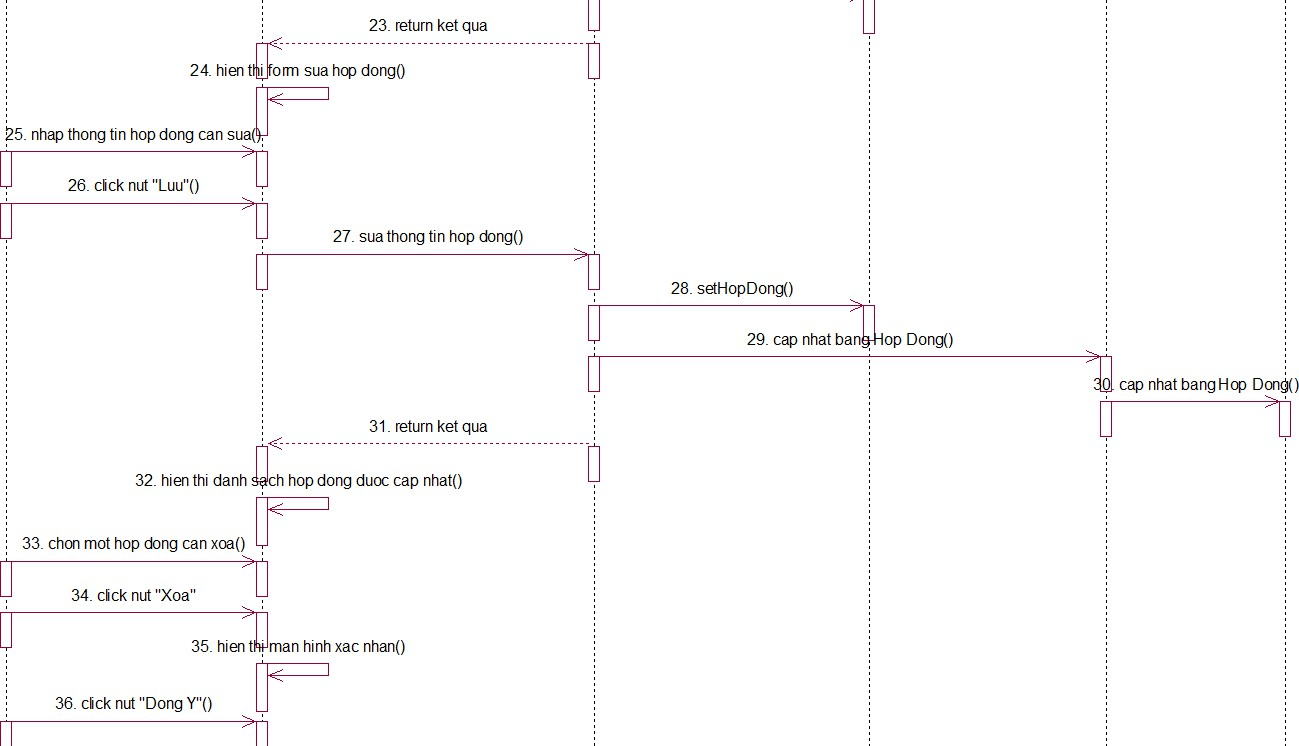 23. return ket qua
24. hien thi form sua hop dong()
25. nhap thong tin hop dong can sua()
26. click nut "Luu"()
27. sua thong tin hop dong()
28. setHopDong()
29. cap nhat bang Hop Dong()
30. cap nhat bang Hop Dong()
31. return ket qua
32. hien thi danh sach hop dong duoc cap nhat()
33. chon mot hop dong can xoa()
34. click nut "Xoa"
35. hien thi man hinh xac nhan()
36. click nut "Dong Y"()